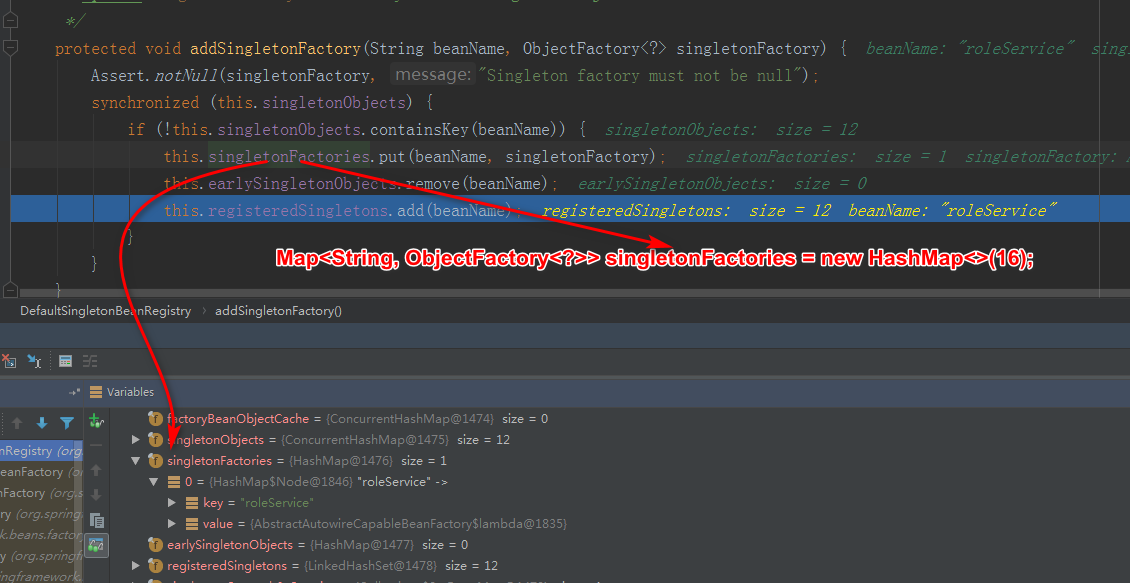 */
protected void addSingletonFactory(String beanName, ObjectFactory<?> singletonFactory) { beanName: "roleService" sing
Assert.notNull(singletonFactory, message: "Singleton factory must not be null");
synchronized (this.singletonObjects) {
if (!this.singletonObjects.containsKey(beanName)) { singletonObjects: size = 12
this.singletonFactories.put(beanName, singletonFactory); singletonFactories: size = 1 singletonFactory:
this.earlySingletonObjects.remove(beanName); earlySingletonObjects: size = 0
this.registeredSingletons.add(beanName); registeredSingletons: size = 12 beanName: "roleService"
}
Map<String, ObjectFactory<?>> singletonFactories = new HashMap<>(16);
}
}
DefaultSingletonBeanRegistry › addSingletonFactory()
Variables
factoryBeanObjectCache = {ConcurrentHashMap@1474} size = 0
singletonObjects = {ConcurrentHashMap@1475} size = 12
nRegistry (org.
singletonFactories = {HashMap@1476} size = 1
eanFactory (o
0 = {HashMap$Node@1846} "roleService" ->
nFactory (org.s
key = "roleService"
ry (org.spring
value = {AbstractAutowireCapableBeanFactory$lambda@1835}
k.beans.factor
earlySingletonObjects = {HashMap@1477} size = 0
y (org.springf
registeredSingletons = {LinkedHashSet@1478} size = 12
ingframework.